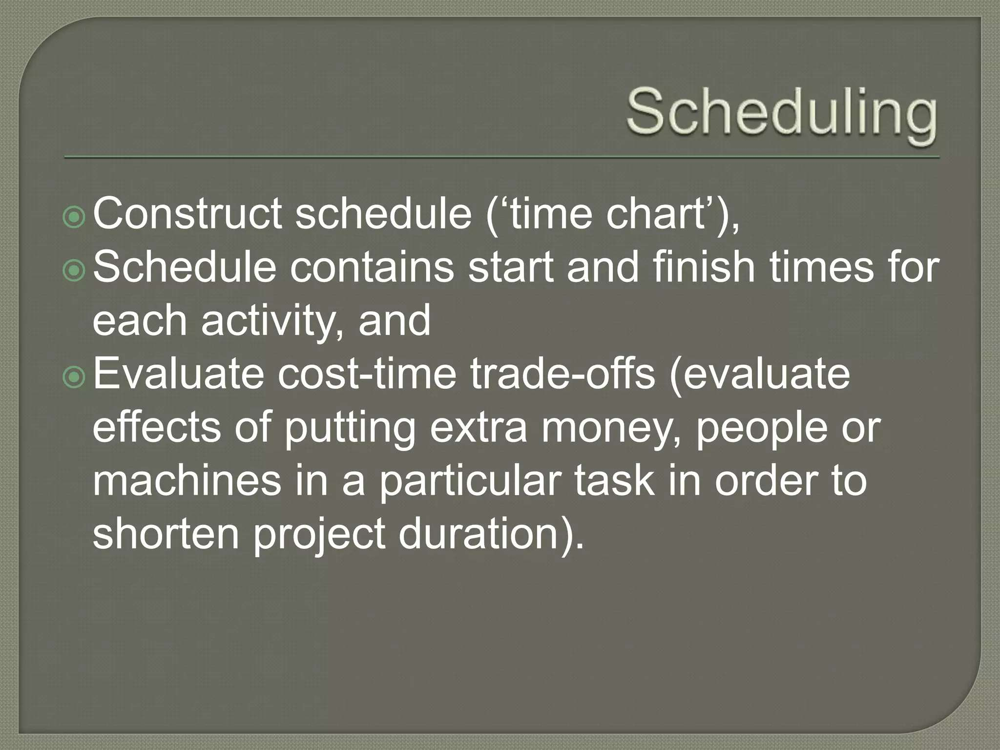 Scheduling
Construct schedule (‘time chart’),
Schedule contains start and finish times for
each activity, and
Evaluate cost-time trade-offs (evaluate
effects of putting extra money, people or
machines in a particular task in order to
shorten project duration).